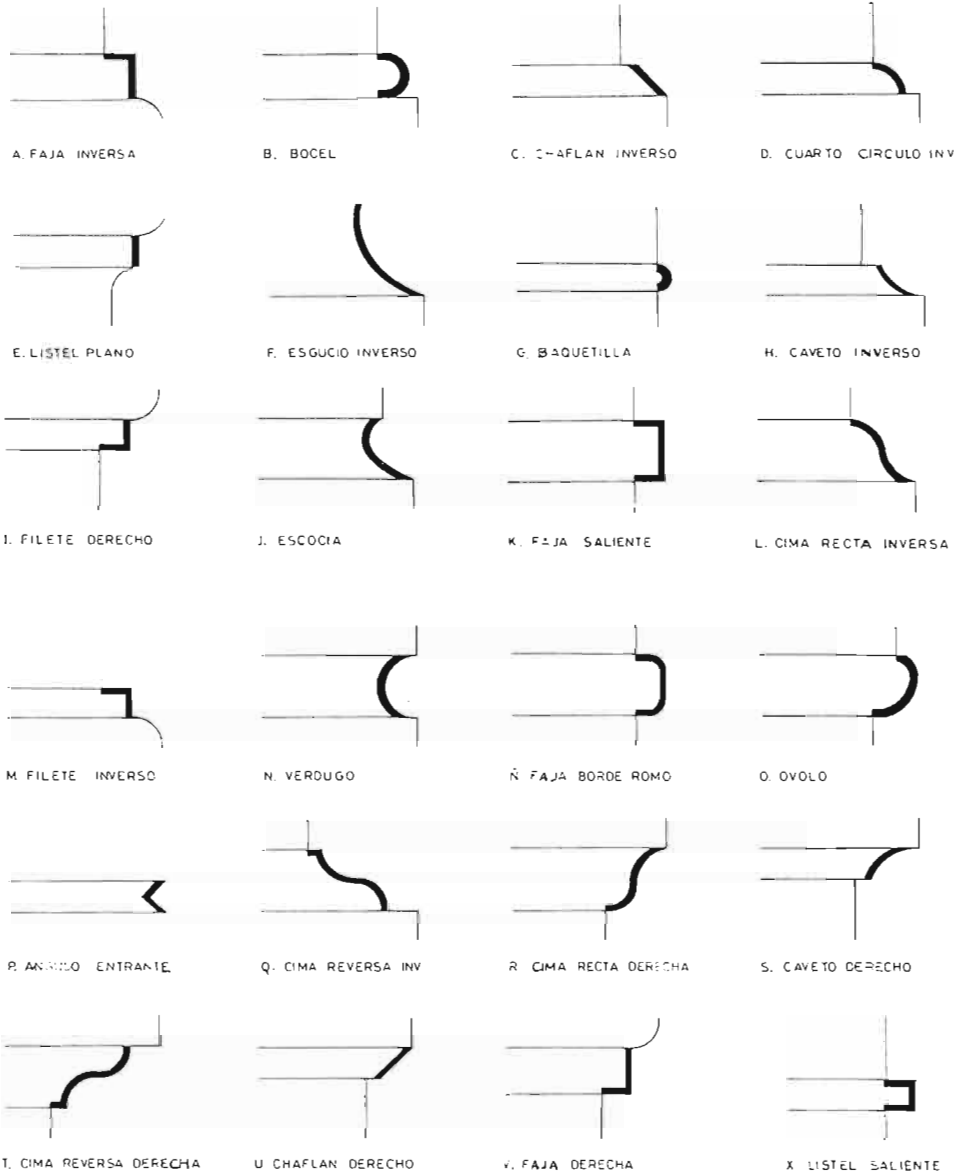 A. FAJA INVERSA
B. BOCEL
C. CHAFLAN INVERSO
D. CUARTO CIRCULO INV
E. LISTEL PLANO
F. ESGUCIO INVERSO
G. BAQUETILLA
H. CAVETO INVERSO
I. FILETE DERECHO
J. ESCOCIA
K. FAJA SALIENTE
L. CIMA RECTA INVERSA
M FILETE INVERSO
N. VERDUGO
Ñ FAJA BORDE ROMO
O. OVOLO
P. ANGULO ENTRANTE
Q. CIMA REVERSA INV
R. CIMA RECTA DERECHA
S. CAVETO DERECHO
T. CIMA REVERSA DERECHA
U CHAFLAN DERECHO
V. FAJA DERECHA
X LISTEL SALIENTE